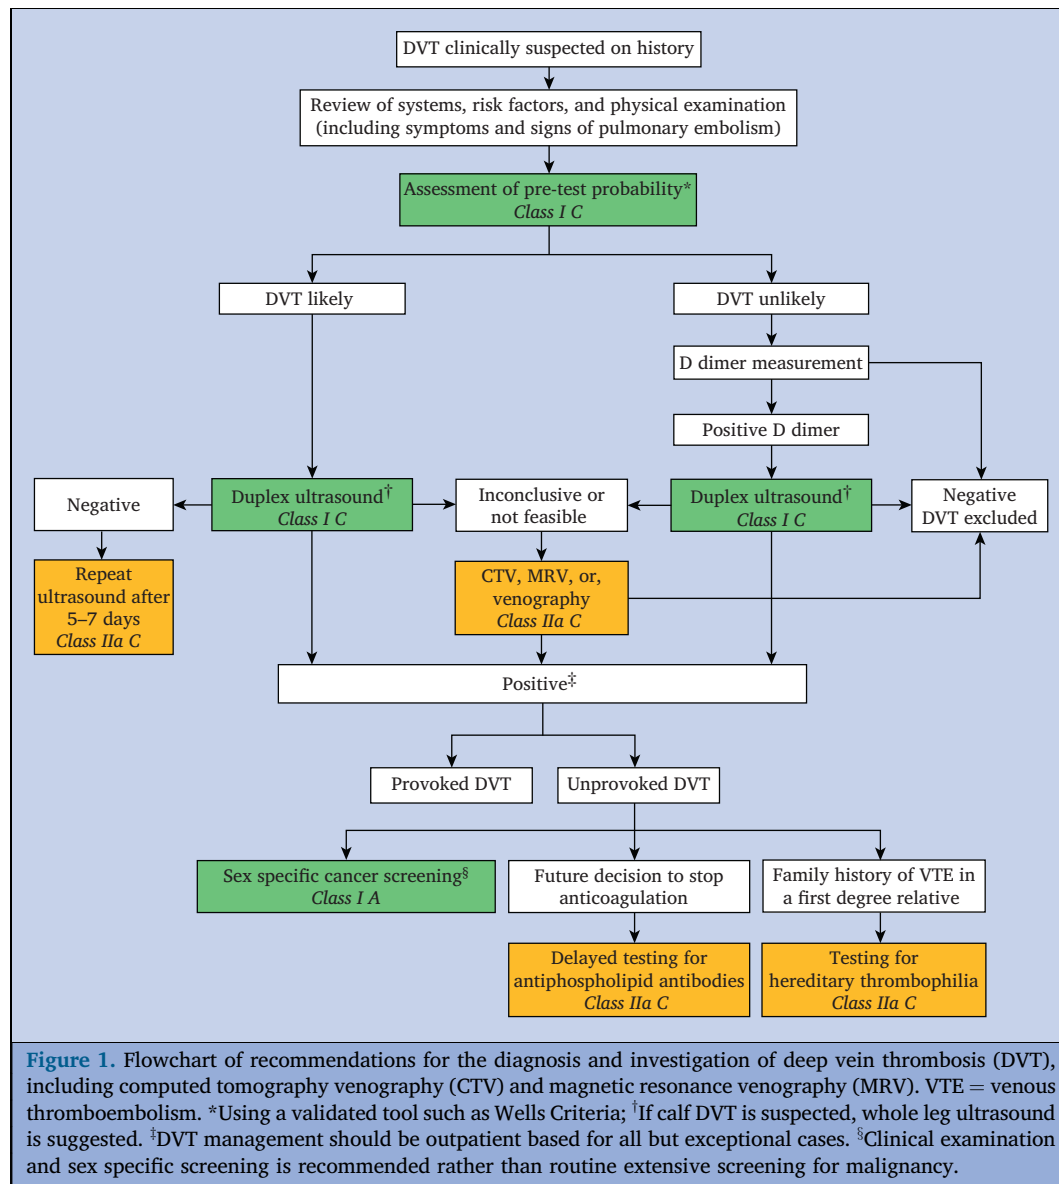 DVT clinically suspected on history
Review of systems, risk factors, and physical examination
(including symptoms and signs of pulmonary embolism)
Assessment of pre-test probability*
Class I C
DVT likely
DVT unlikely
D dimer measurement
Positive D dimer
Negative
Duplex ultrasound†
Class I C
Inconclusive or
not feasible
Duplex ultrasound†
Class I C
Negative
DVT excluded
Repeat
ultrasound after
5–7 days
Class IIa C
CTV, MRV, or,
venography
Class IIa C
Positive‡
Provoked DVT
Unprovoked DVT
Sex specific cancer screening§
Class I A
Future decision to stop
anticoagulation
Family history of VTE in
a first degree relative
Delayed testing for
antiphospholipid antibodies
Class IIa C
Testing for
hereditary thrombophilia
Class IIa C
Figure 1. Flowchart of recommendations for the diagnosis and investigation of deep vein thrombosis (DVT),
including computed tomography venography (CTV) and magnetic resonance venography (MRV). VTE = venous
thromboembolism. *Using a validated tool such as Wells Criteria; †If calf DVT is suspected, whole leg ultrasound
is suggested. ‡DVT management should be outpatient based for all but exceptional cases. §Clinical examination
and sex specific screening is recommended rather than routine extensive screening for malignancy.